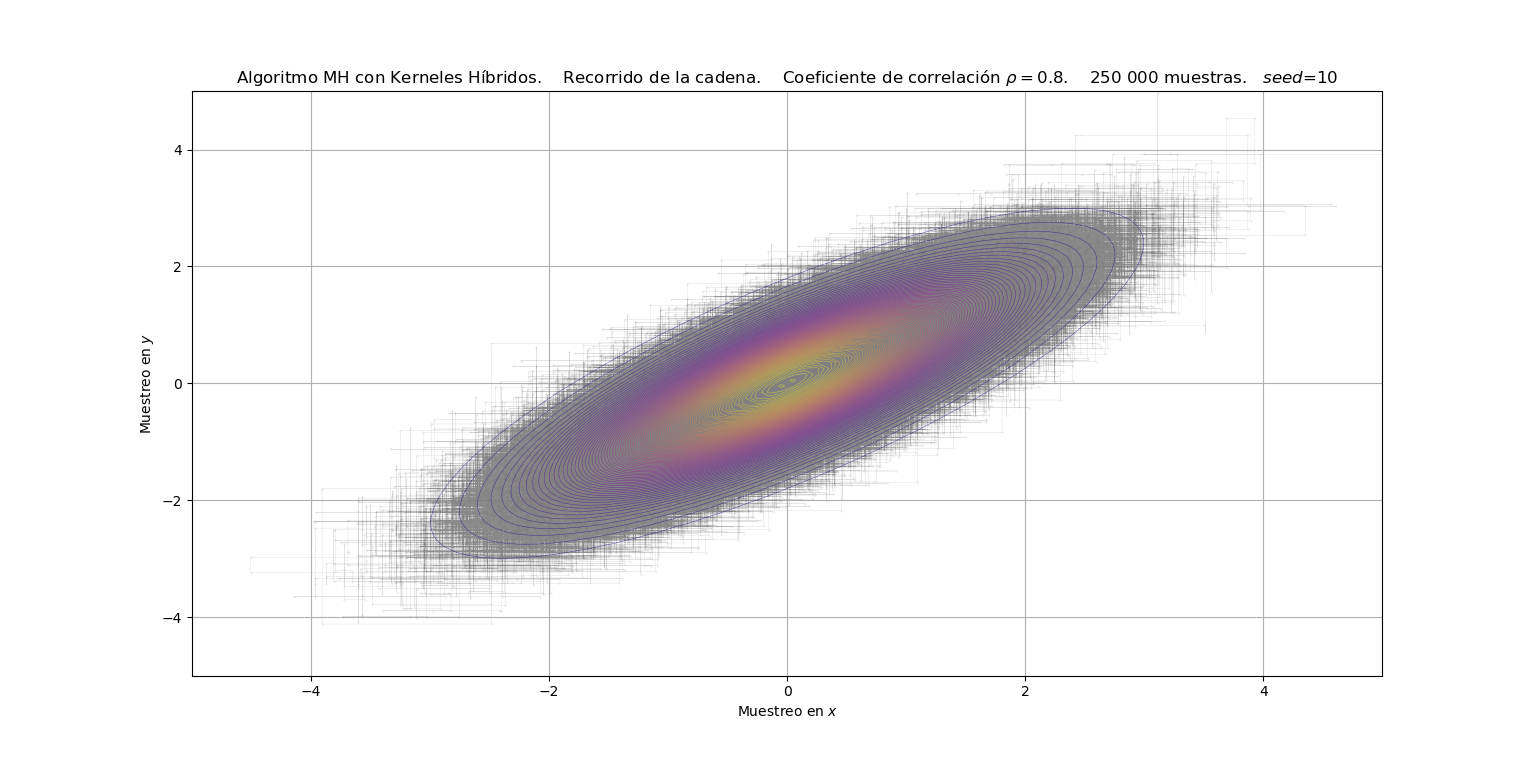 Algoritmo MH con Kerneles Híbridos. Recorrido de la cadena. Coeficiente de correlación ρ = 0.8. 250 000 muestras. seed=10
4
2
0
−2
−4
Muestreo en y
−4 −2 0 2 4
Muestreo en x